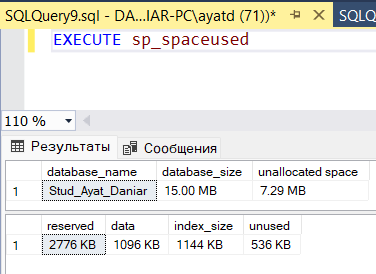 SQLQuery9.sql - DA...IAR-PC\ayatd (71))* SQLQ
EXECUTE sp_spaceused
110 %
Результаты Сообщения
database_name database_size unallocated space
1 Stud_Ayat_Daniar 15.00 MB 7.29 MB
reserved data index_size unused
1 2776 KB 1096 KB 1144 KB 536 KB